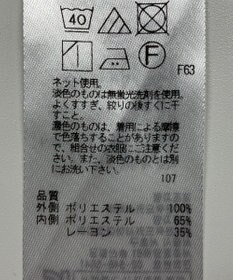 40
F
F63
ネット使用。
淡色のものは無蛍光洗剤を使用。
よくすすぎ、絞りの後すぐに干
すこと。
濃色のものは、着用による摩擦
で色落ちすることがありますの
で、組合せの衣服にご注意くだ
さい。また、淡色のものとは別
にお洗い下さい。
107
品質
外側 ポリエステル 100%
内側 ポリエステル 65%
レーヨン 35%